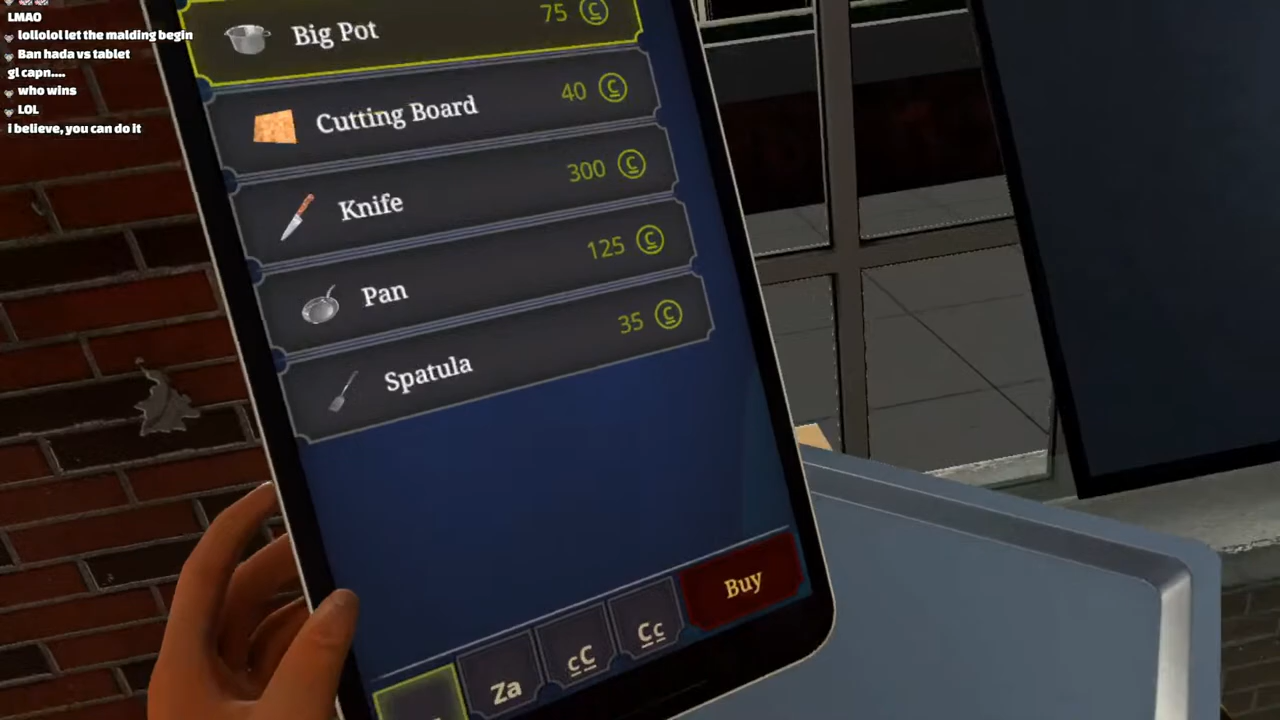 LMAO
lollolol let the malding begin
Ban hada vs tablet
gl capn....
who wins
LOL
I believe, you can do it
Big Pot 75 C
Cutting Board 40 C
Knife 300 C
Pan 125 C
Spatula 35 C
Za cC Cc Buy